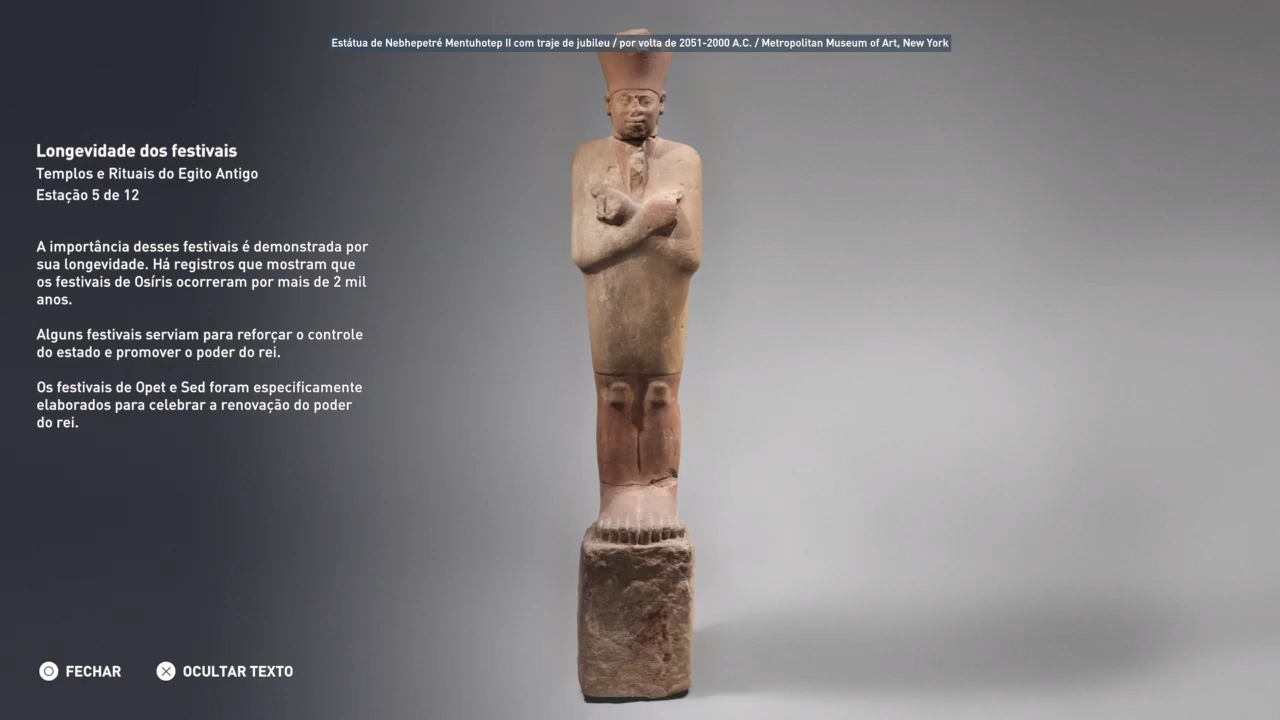 Estátua de Nebhepetré Mentuhotep II com traje de jubileu / por volta de 2051-2000 A.C. / Metropolitan Museum of Art, New York
Longevidade dos festivais
Templos e Rituais do Egito Antigo
Estação 5 de 12
A importância desses festivais é demonstrada por
sua longevidade. Há registros que mostram que
os festivais de Osíris ocorreram por mais de 2 mil
anos.
Alguns festivais serviam para reforçar o controle
do estado e promover o poder do rei.
Os festivais de Opet e Sed foram especificamente
elaborados para celebrar a renovação do poder
do rei.
FECHAR
OCULTAR TEXTO